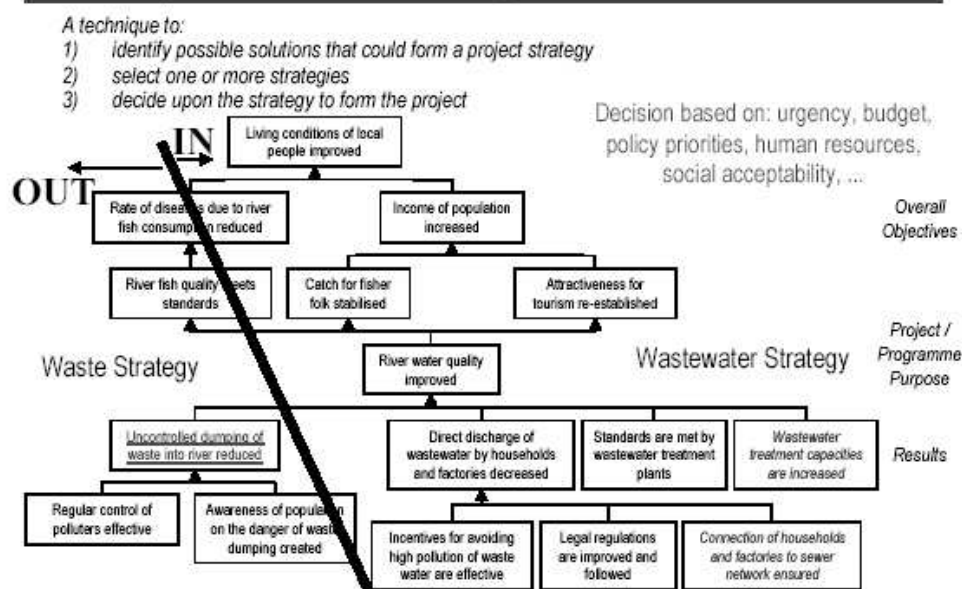 A technique to:
1) identify possible solutions that could form a project strategy
2) select one or more strategies
3) decide upon the strategy to form the project
Decision based on: urgency, budget,
policy priorities, human resources,
social acceptability, ...
IN
OUT
Living conditions of local
people improved
Rate of diseases due to river
fish consumption reduced
Income of population
increased
Overall
Objectives
River fish quality meets
standards
Catch for fisher
folk stabilised
Attractiveness for
tourism re-established
Project /
Programme
Purpose
Waste Strategy
River water quality
improved
Wastewater Strategy
Uncontrolled dumping of
waste into river reduced
Direct discharge of
wastewater by households
and factories decreased
Standards are met by
wastewater treatment
plants
Wastewater
treatment capacities
are increased
Results
Regular control of
polluters effective
Awareness of population
on the danger of waste
dumping created
Incentives for avoiding
high pollution of waste
water are effective
Legal regulations
are improved and
followed
Connection of households
and factories to sewer
network ensured